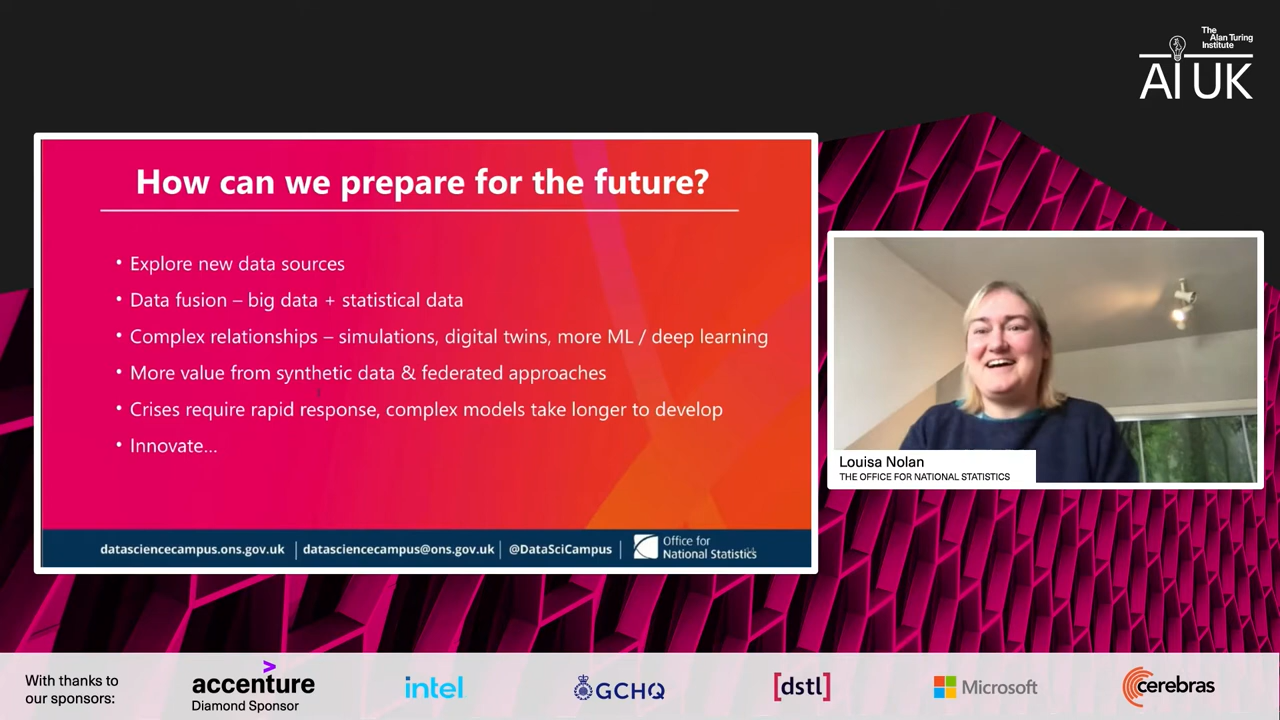 The
Alan Turing
Institute
AI UK
How can we prepare for the future?
• Explore new data sources
• Data fusion – big data + statistical data
• Complex relationships – simulations, digital twins, more ML / deep learning
• More value from synthetic data & federated approaches
• Crises require rapid response, complex models take longer to develop
• Innovate...
datasciencecampus.ons.gov.uk | datasciencecampus@ons.gov.uk | @DataSciCampus |
Office for
National Statistics
Louisa Nolan
THE OFFICE FOR NATIONAL STATISTICS
With thanks to
our sponsors:
accenture
Diamond Sponsor
intel
GCHQ
[dstl]
Microsoft
cerebras